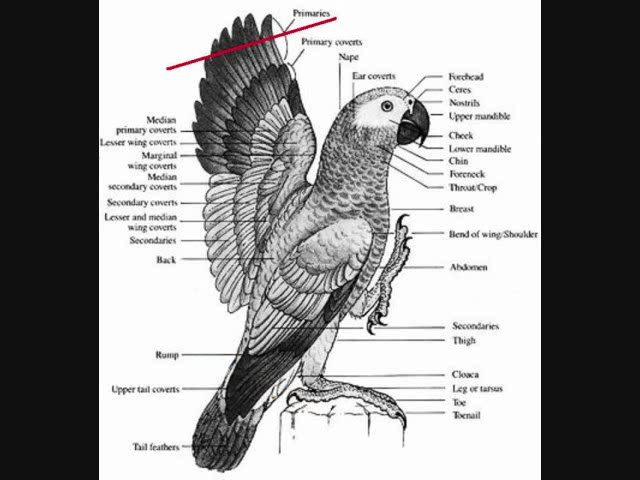 Primaries
Primary coverts
Nape
Ear coverts
Forehead
Ceres
Nostrils
Upper mandible
Cheek
Lower mandible
Chin
Foreneck
Throat/Crop
Breast
Bend of wing/Shoulder
Abdomen
Secondaries
Thigh
Cloaca
Leg or tarsus
Toe
Toenail
Median
primary coverts
Lesser wing coverts
Marginal
wing coverts
Median
secondary coverts
Secondary coverts
Lesser and median
wing coverts
Secondaries
Back
Rump
Upper tail coverts
Tail feathers